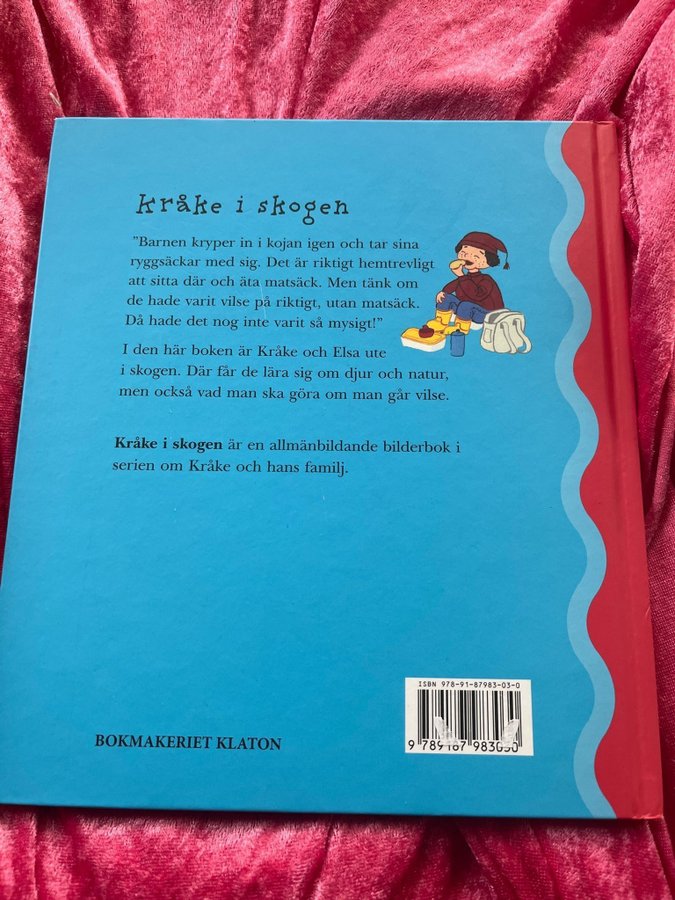 kråke i skogen
”Barnen kryper in i kojan igen och tar sina
ryggsäckar med sig. Det är riktigt hemtrevligt
att sitta där och äta matsäck. Men tänk om
de hade varit vilse på riktigt, utan matsäck.
Då hade det nog inte varit så mysigt!”
I den här boken är Kråke och Elsa ute
i skogen. Där får de lära sig om djur och natur,
men också vad man ska göra om man går vilse.
Kråke i skogen är en allmänbildande bilderbok i
serien om Kråke och hans familj.
ISBN 978-91-87983-03-0
9 789187 983030
BOKMAKERIET KLATON